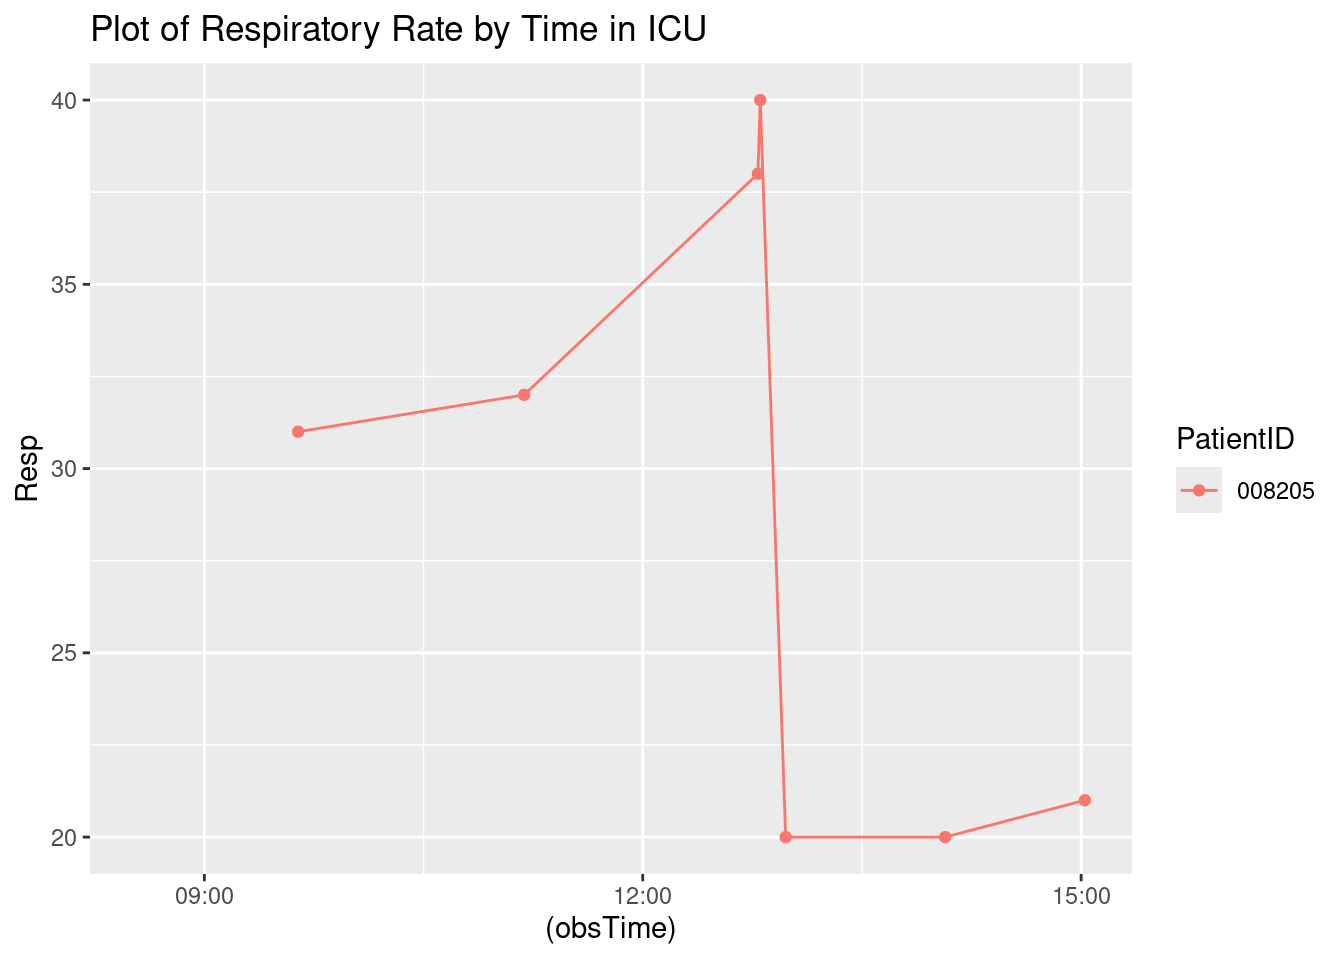 Plot of Respiratory Rate by Time in ICU
40
35
30
25
20
Resp
09:00
12:00
15:00
(obsTime)
PatientID
008205